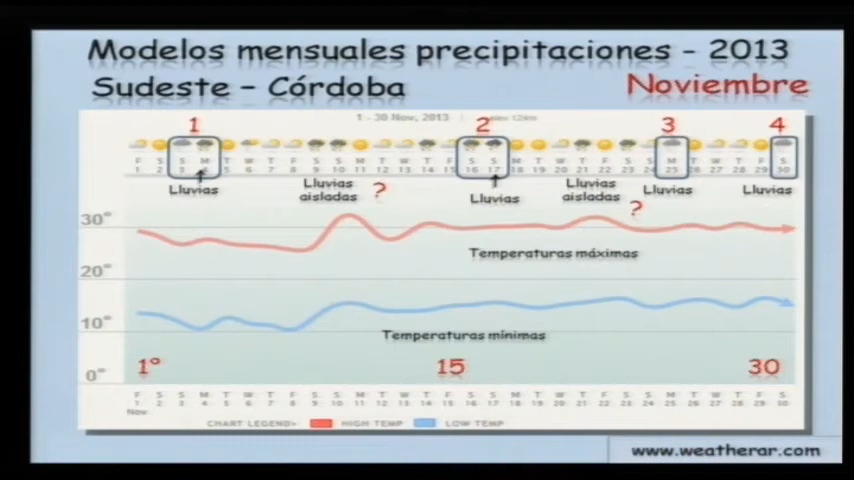 Modelos mensuales precipitaciones - 2013
Sudeste – Córdoba
Noviembre
1 - 30 Nov, 2013
1
2
3
4
Lluvias
Lluvias aisladas
?
Lluvias
Lluvias aisladas
?
Lluvias
Lluvias
30°
Temperaturas máximas
20°
10°
Temperaturas mínimas
1° 15 30
0°
Nov
CHART LEGEND> HIGH TEMP LOW TEMP
www.weatherar.com